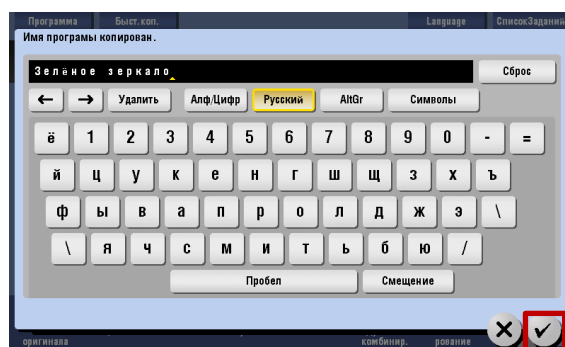 Программа Быст.коп. Language СписокЗаданий
Имя програмы копирован.
Зелёное зеркало_ Сброс
← → Удалить Алф/Цифр Русский AltGr Символы
ё 1 2 3 4 5 6 7 8 9 0 - =
й ц у к е н г ш щ з х ъ
ф ы в а п р о л д ж э \
\ я ч с м и т ь б ю /
Пробел Смещение
оригинала комбинир. рование